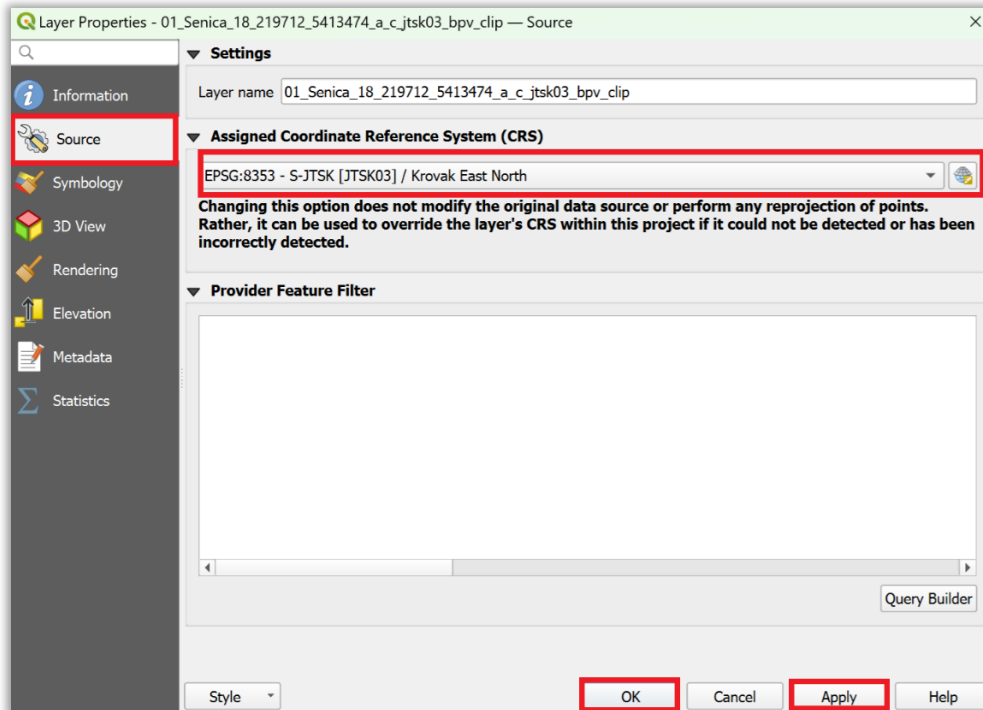 Layer Properties - 01_Senica_18_219712_5413474_a_c_jtsk03_bpv_clip — Source
Information
Source
Symbology
3D View
Rendering
Elevation
Metadata
Statistics
Settings
Layer name 01_Senica_18_219712_5413474_a_c_jtsk03_bpv_clip
Assigned Coordinate Reference System (CRS)
EPSG:8353 - S-JTSK [JTSK03] / Krovak East North
Changing this option does not modify the original data source or perform any reprojection of points.
Rather, it can be used to override the layer's CRS within this project if it could not be detected or has been
incorrectly detected.
Provider Feature Filter
Query Builder
Style
OK
Cancel
Apply
Help